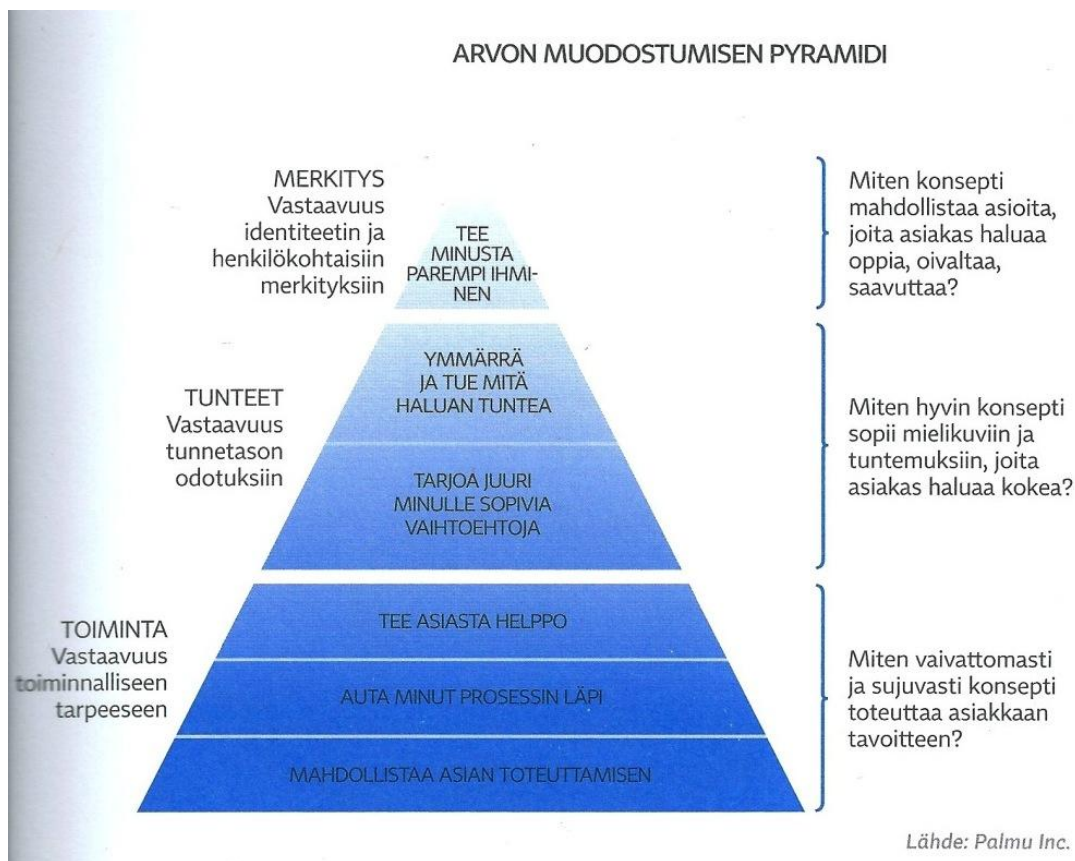 ARVON MUODOSTUMISEN PYRAMIDI
MERKITYS
Vastaavuus
identiteetin ja
henkilökohtaisiin
merkityksiin
TEE
MINUSTA
PAREMPI IHMI-
NEN
Miten konsepti
mahdollistaa asioita,
joita asiakas haluaa
oppia, oivaltaa,
saavuttaa?
TUNTEET
Vastaavuus
tunnetason
odotuksiin
YMMÄRRÄ
JA TUE MITÄ
HALUAN TUNTEA
TARJOA JUURI
MINULLE SOPIVIA
VAIHTOEHTOJA
Miten hyvin konsepti
sopii mielikuviin ja
tuntemuksiin, joita
asiakas haluaa kokea?
TOIMINTA
Vastaavuus
toiminnalliseen
tarpeeseen
TEE ASIASTA HELPPO
AUTA MINUT PROSESSIN LÄPI
MAHDOLLISTAA ASIAN TOTEUTTAMISEN
Miten vaivattomasti
ja sujuvasti konsepti
toteuttaa asiakkaan
tavoitteen?
Lähde: Palmu Inc.